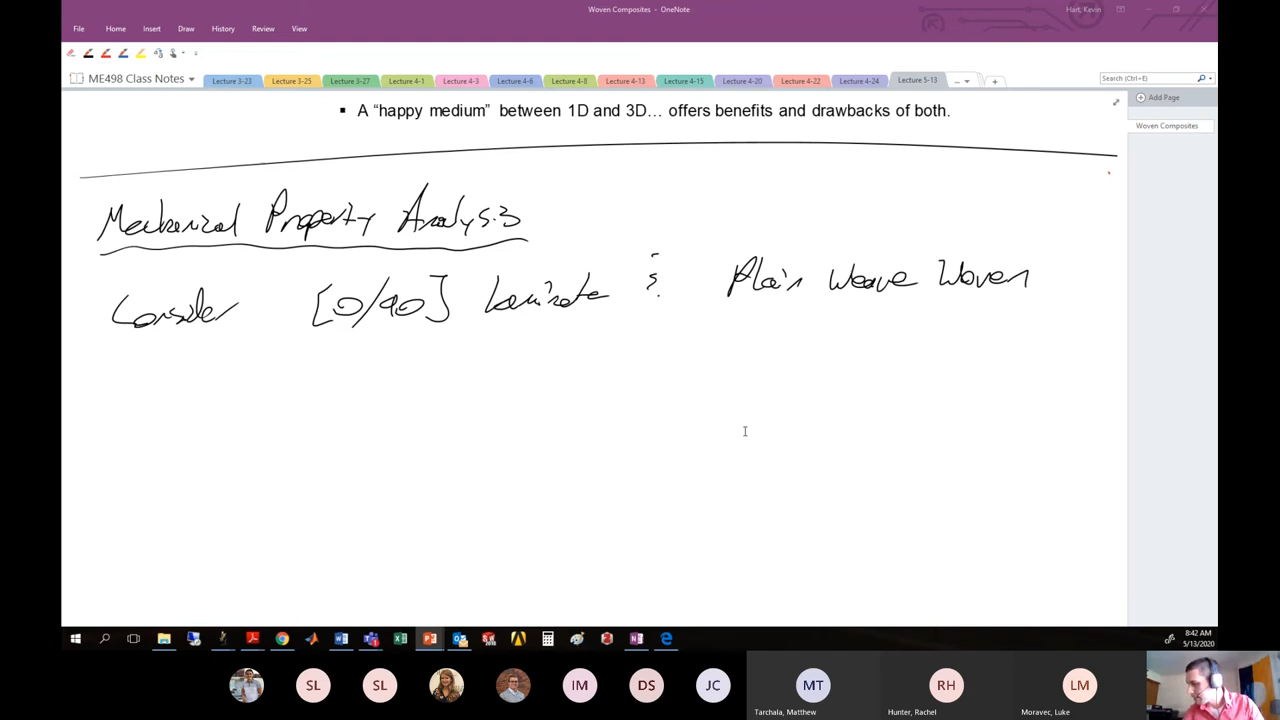 Woven Composites - OneNote
Hart, Kevin
File Home Insert Draw History Review View
ME498 Class Notes
Lecture 3-23 Lecture 3-25 Lecture 3-27 Lecture 4-1 Lecture 4-3 Lecture 4-6 Lecture 4-8 Lecture 4-13 Lecture 4-15 Lecture 4-20 Lecture 4-22 Lecture 4-24 Lecture 5-13
Search (Ctrl+E)
Add Page
Woven Composites
▪ A “happy medium” between 1D and 3D… offers benefits and drawbacks of both.
Mechanical Property Analysis
Consider [0/90] laminate & Plain Weave Woven
8:42 AM
5/13/2020
SL SL IM DS JC MT RH LM
Tarchala, Matthew Hunter, Rachel Moravec, Luke